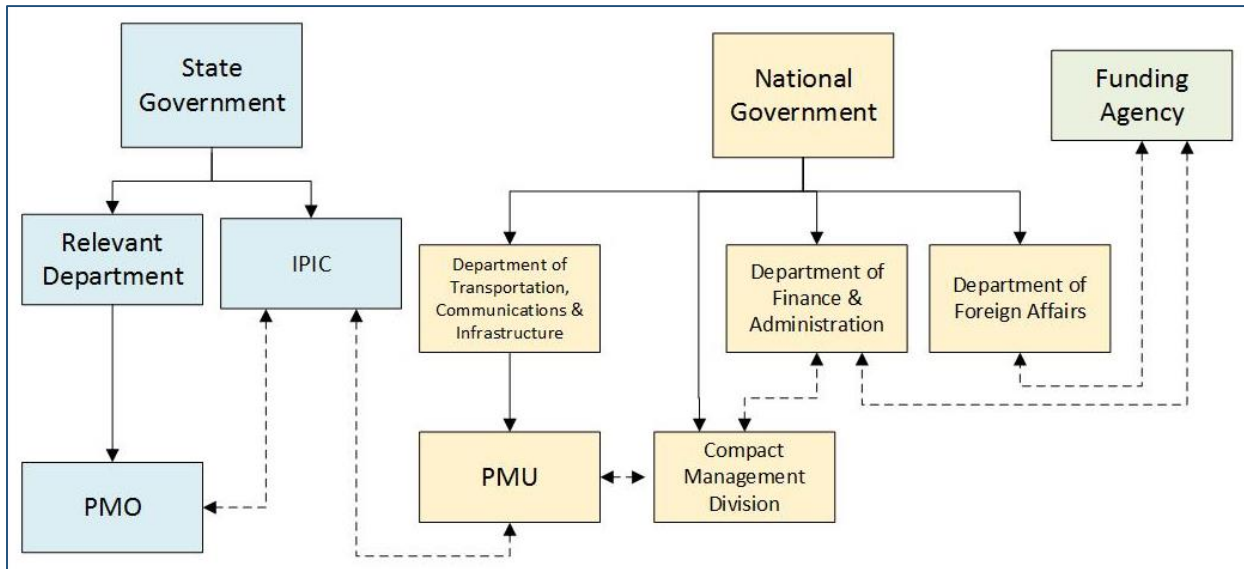 State
Government
National
Government
Funding
Agency
Relevant
Department
IPIC
Department of
Transportation,
Communications &
Infrastructure
Department of
Finance &
Administration
Department of
Foreign Affairs
PMO
PMU
Compact
Management
Division